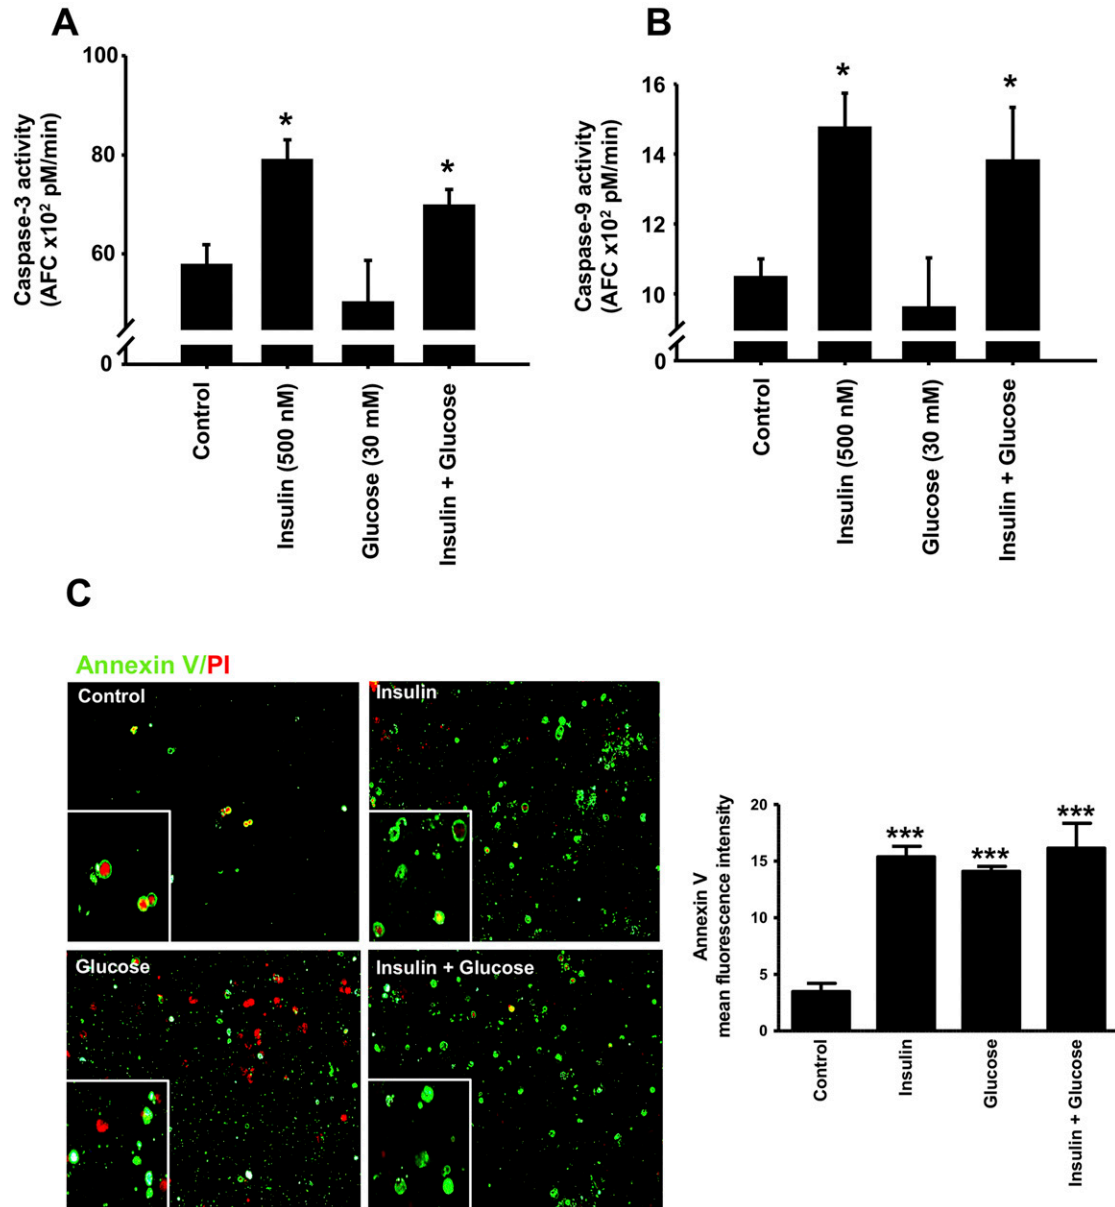 A
100
80
60
0
Caspase-3 activity
(AFC x10² pM/min)
*
*
Control
Insulin (500 nM)
Glucose (30 mM)
Insulin + Glucose
B
16
14
12
10
0
Caspase-9 activity
(AFC x10² pM/min)
*
*
Control
Insulin (500 nM)
Glucose (30 mM)
Insulin + Glucose
C
Annexin V/PI
Control
Insulin
Glucose
Insulin + Glucose
20
15
10
5
0
Annexin V
mean fluorescence intensity
***
***
***
Control
Insulin
Glucose
Insulin + Glucose